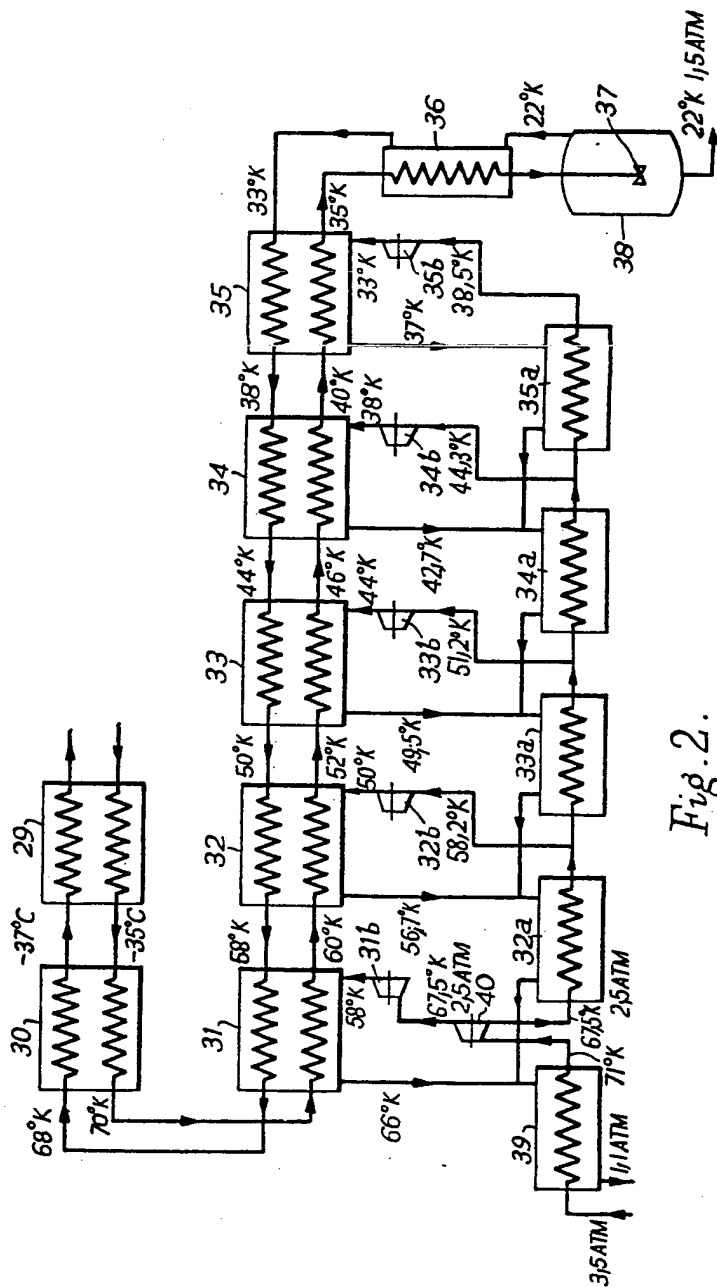 29
-37°C
-35°C
30
68°K
70°K
31
58°K
60°K
58°K
31b
67,5°K
2,5ATM
40
66°K
32
50°K
52°K
50°K
32b
58,2°K
56,7K
33
44°K
46°K
44°K
33b
51,2°K
49,5°K
34
38°K
40°K
38°K
34b
44,3°K
42,7°K
35
33°K
35°K
33°K
35b
38,5°K
37°K
36
22°K
37
38
22°K 1,5ATM
39
3,5ATM
1,1ATM
71°K
67,5°K
2,5ATM
32a
33a
34a
35a
Fig. 2.